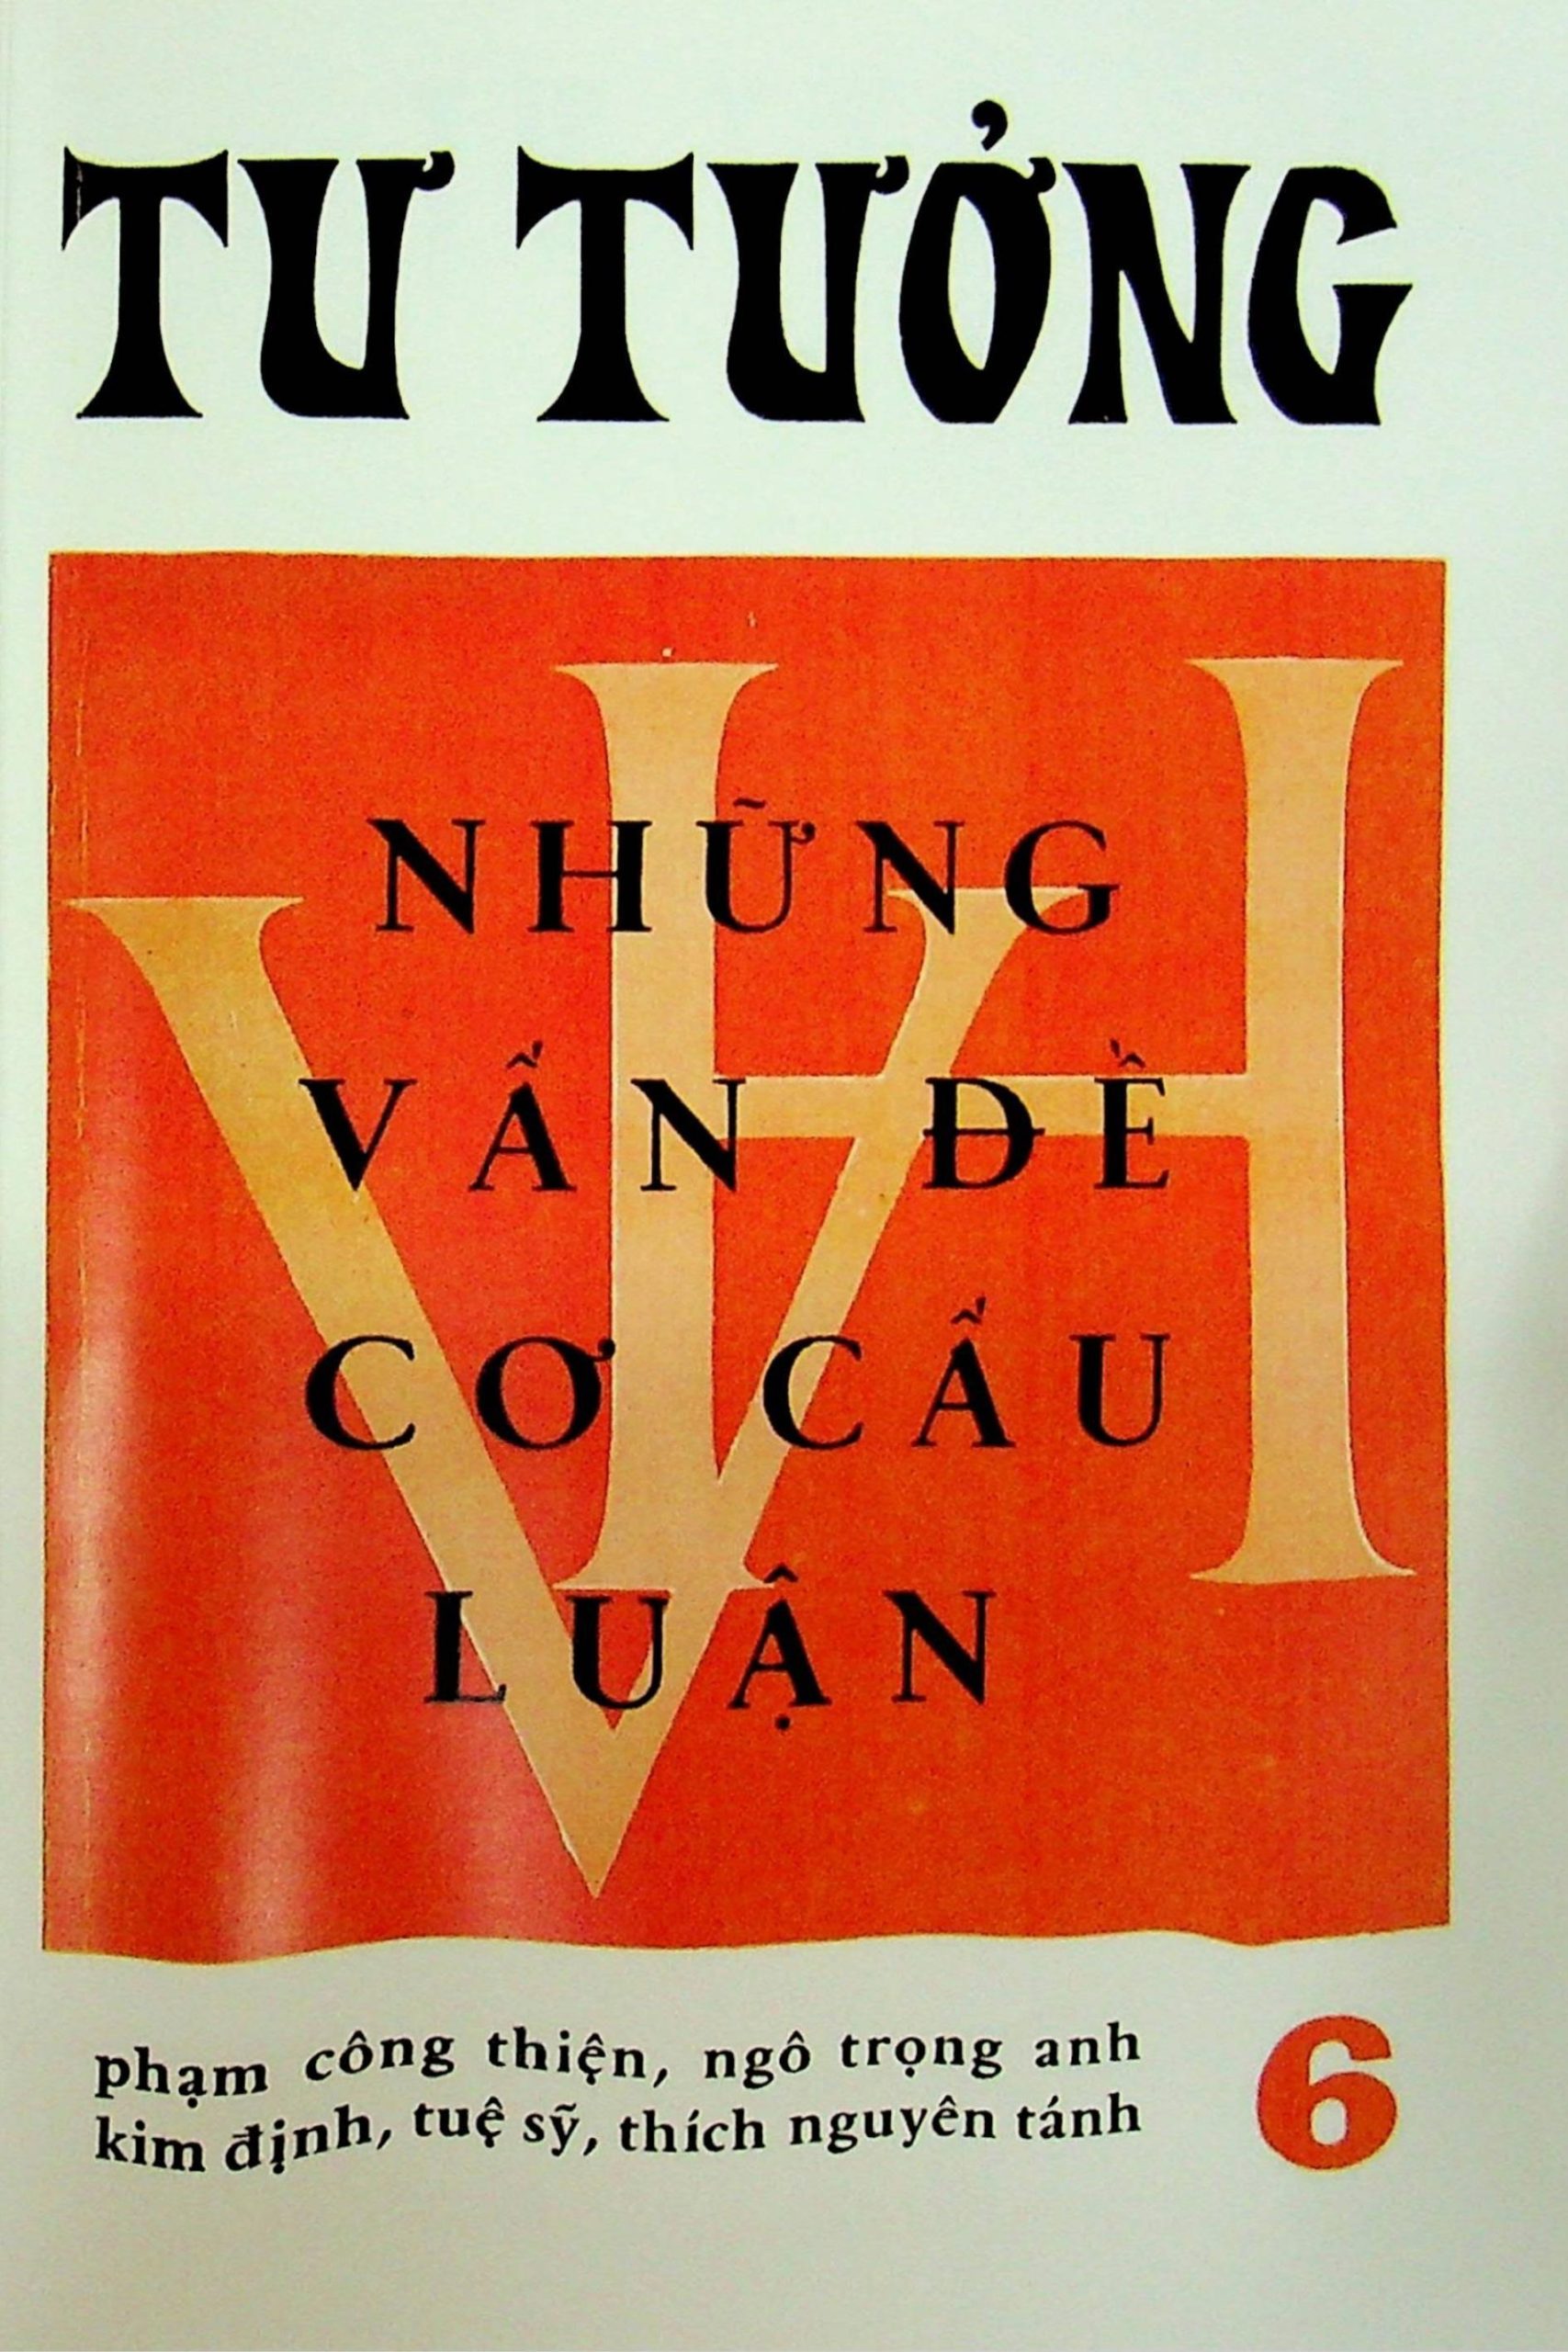 TƯ TƯỞNG
NHỮNG
VẤN ĐỀ
CƠ CẤU
LUẬN
VH
phạm công thiện, ngô trọng anh
kim định, tuệ sỹ, thích nguyên tánh
6